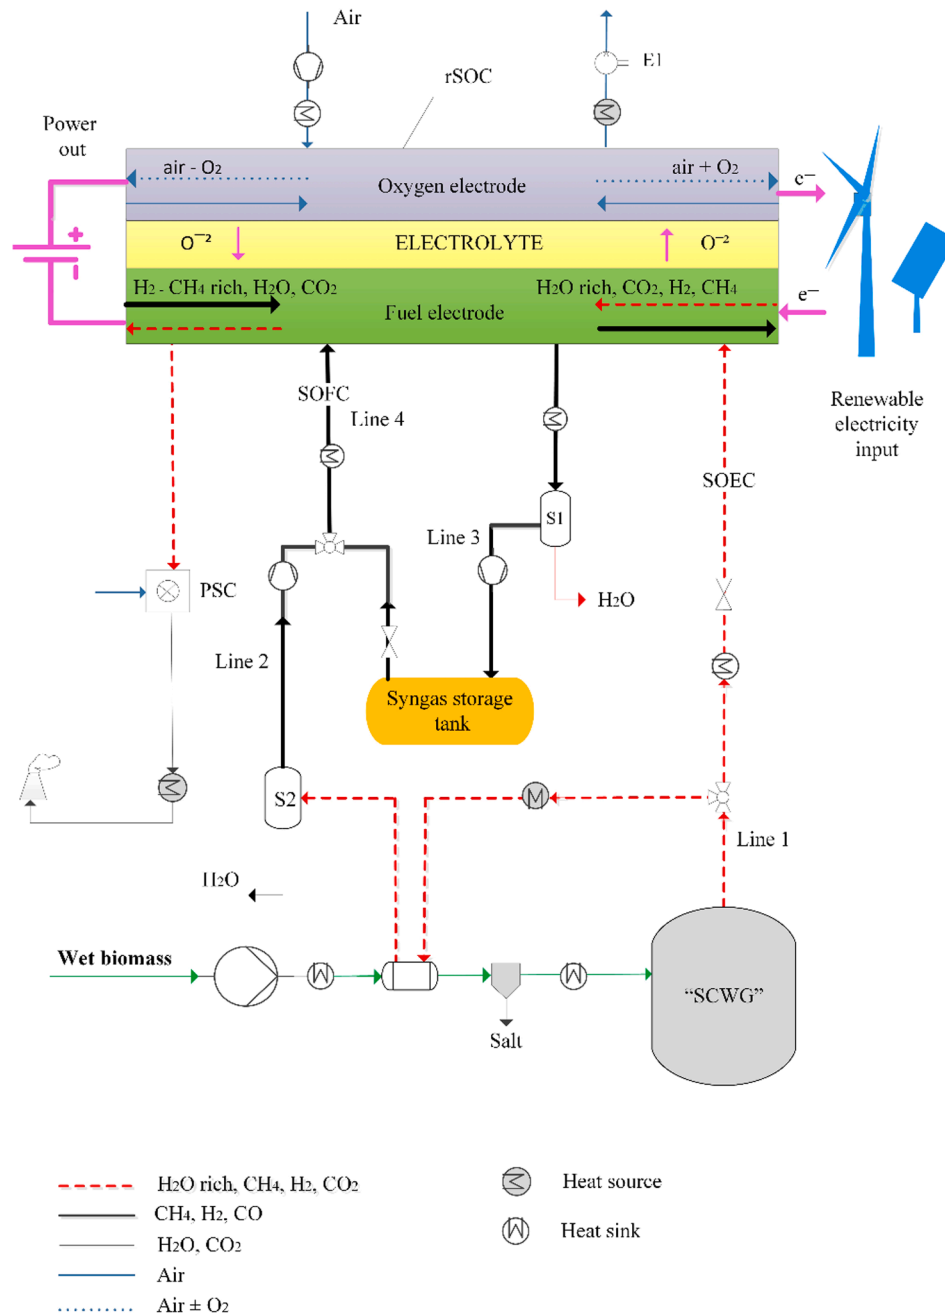 Air
E1
rSOC
Power
out
air - O₂
air + O₂
Oxygen electrode
e⁻
O⁻²
ELECTROLYTE
O⁻²
H₂ - CH₄ rich, H₂O, CO₂
H₂O rich, CO₂, H₂, CH₄
Fuel electrode
e⁻
SOFC
Line 4
Renewable
electricity
input
SOEC
S1
Line 3
PSC
H₂O
Line 2
Syngas storage
tank
S2
Line 1
H₂O
Wet biomass
"SCWG"
Salt
H₂O rich, CH₄, H₂, CO₂
Heat source
CH₄, H₂, CO
Heat sink
H₂O, CO₂
Air
Air ± O₂